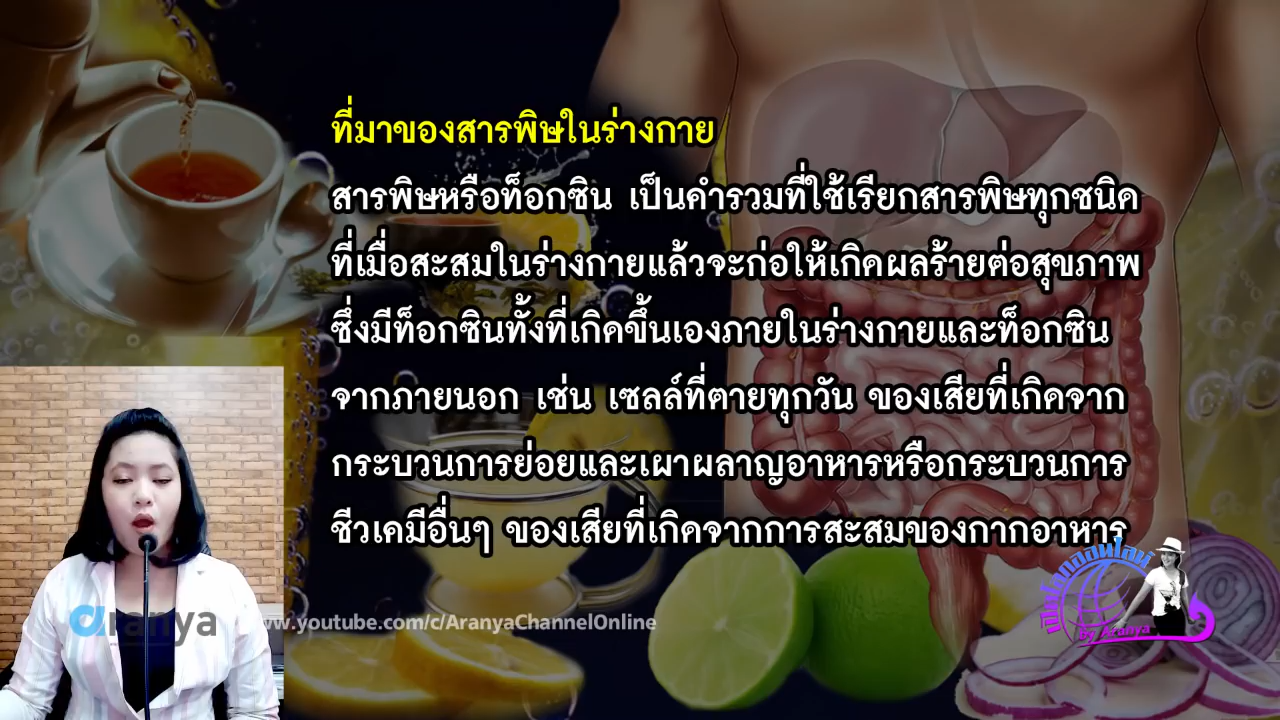 ที่มาของสารพิษในร่างกาย
สารพิษหรือท็อกซิน เป็นคำรวมที่ใช้เรียกสารพิษทุกชนิด
ที่เมื่อสะสมในร่างกายแล้วจะก่อให้เกิดผลร้ายต่อสุขภาพ
ซึ่งมีท็อกซินทั้งที่เกิดขึ้นเองภายในร่างกายและท็อกซิน
จากภายนอก เช่น เซลล์ที่ตายทุกวัน ของเสียที่เกิดจาก
กระบวนการย่อยและเผาผลาญอาหารหรือกระบวนการ
ชีวเคมีอื่นๆ ของเสียที่เกิดจากการสะสมของกากอาหาร
by Aranya
aranya
www.youtube.com/c/AranyaChannelOnline